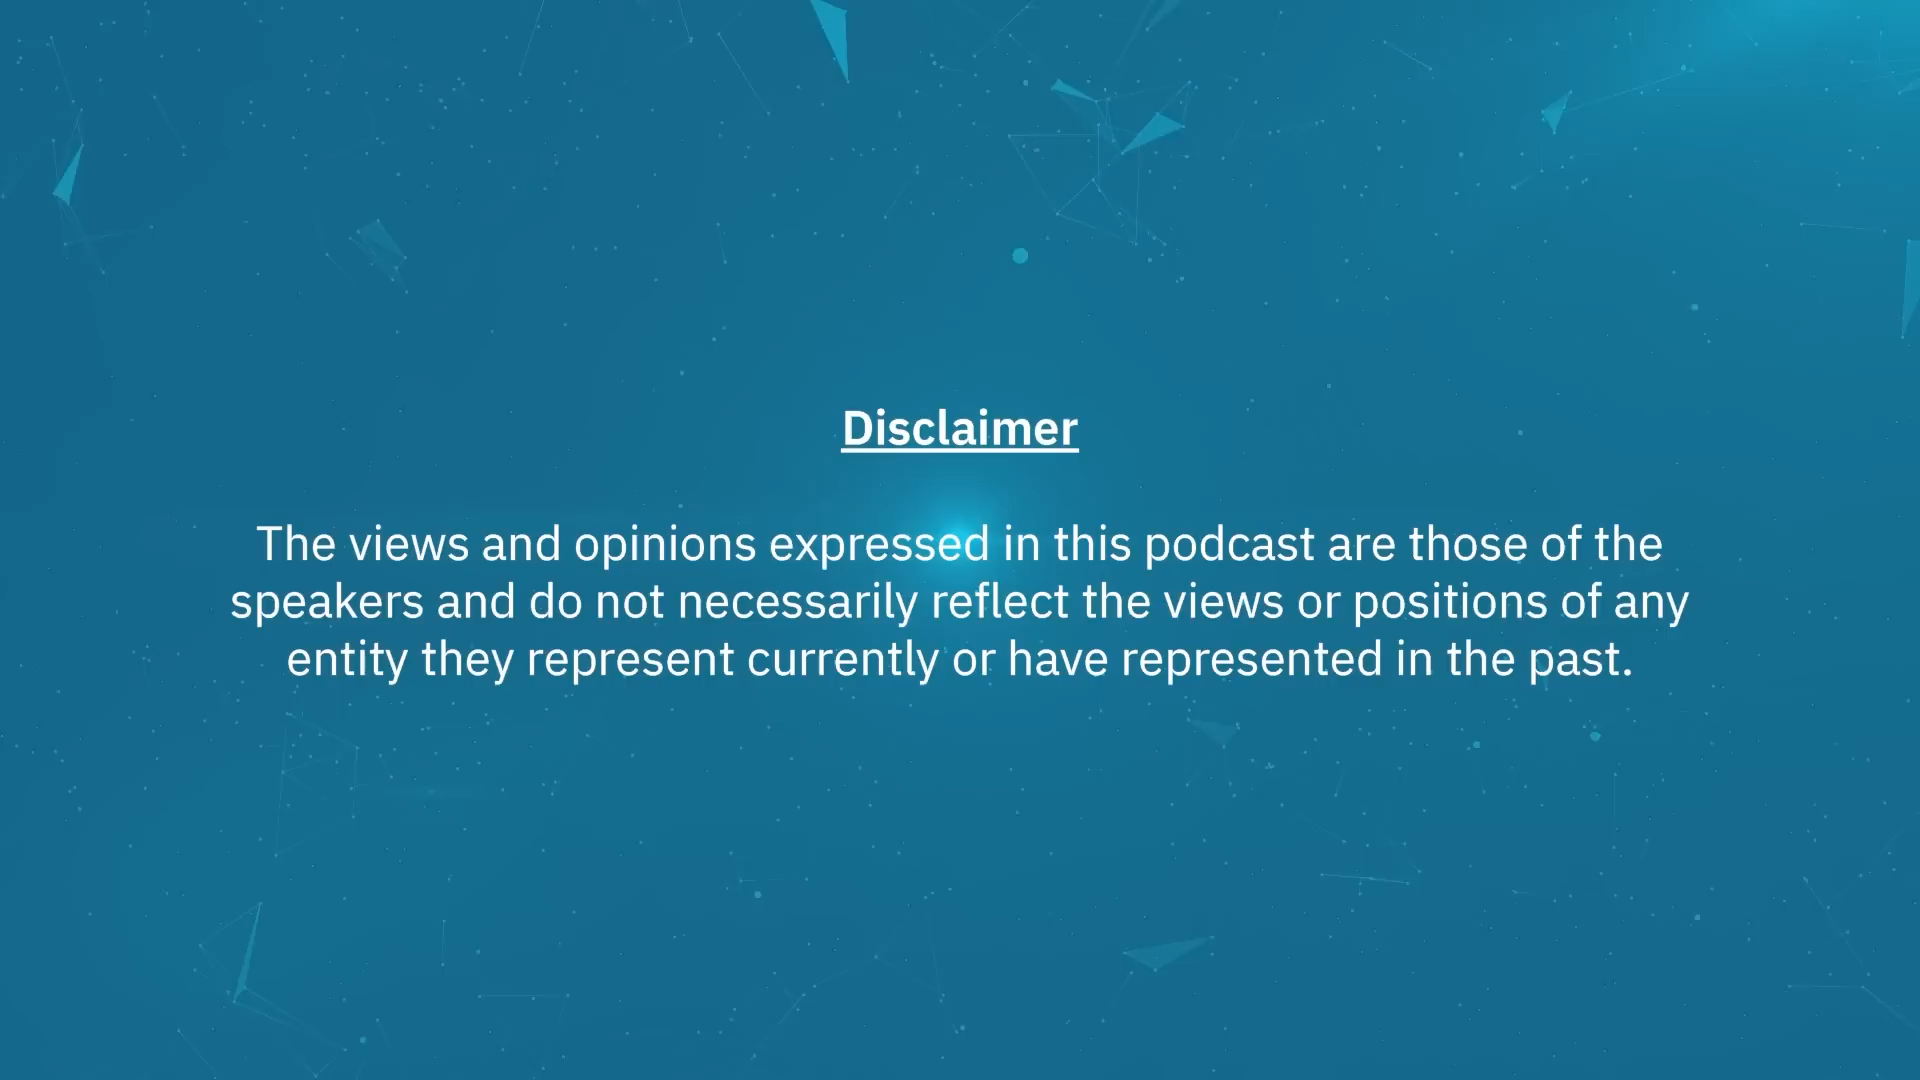 Disclaimer
The views and opinions expressed in this podcast are those of the
speakers and do not necessarily reflect the views or positions of any
entity they represent currently or have represented in the past.